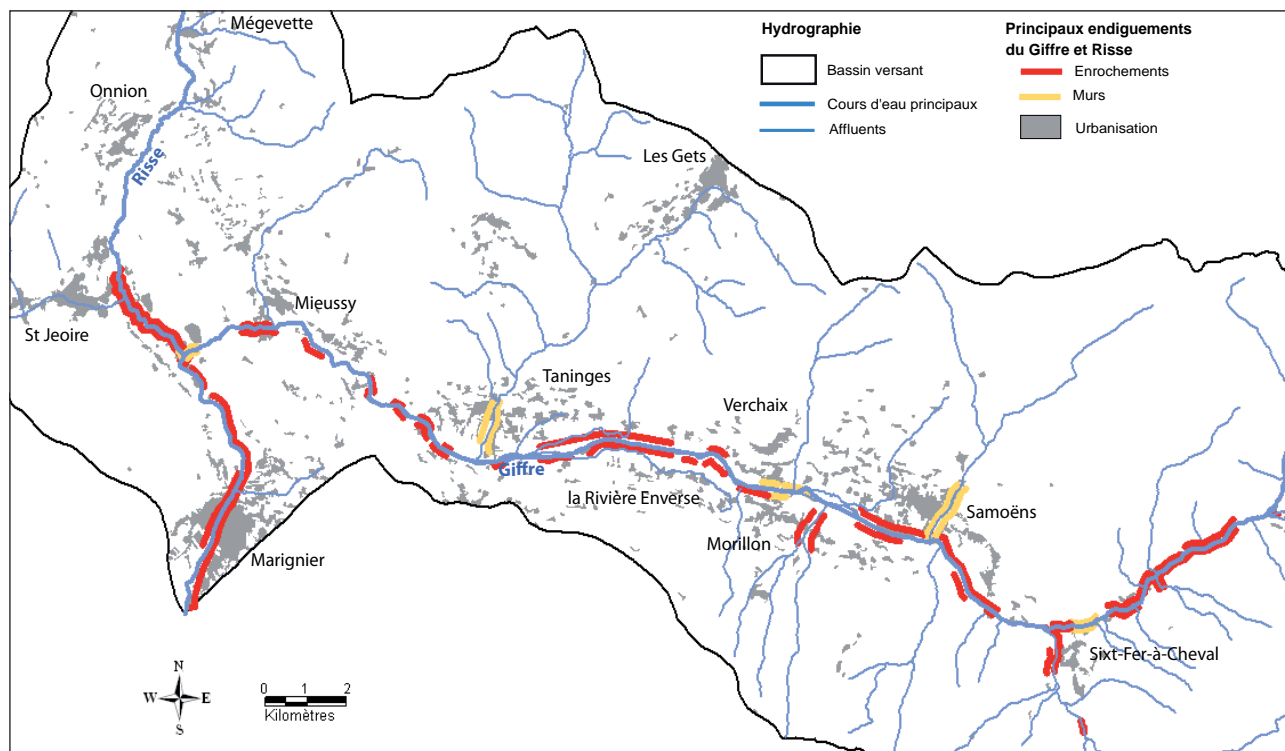 Mégevette
Onnion
Risse
St Jeoire
Mieussy
Les Gets
Taninges
Giffre
Verchaix
la Rivière Enverse
Morillon
Samoëns
Marignier
Sixt-Fer-à-Cheval
Hydrographie
Bassin versant
Cours d'eau principaux
Affluents
Principaux endiguements
du Giffre et Risse
Enrochements
Murs
Urbanisation
N
W
E
S
0 1 2
Kilomètres